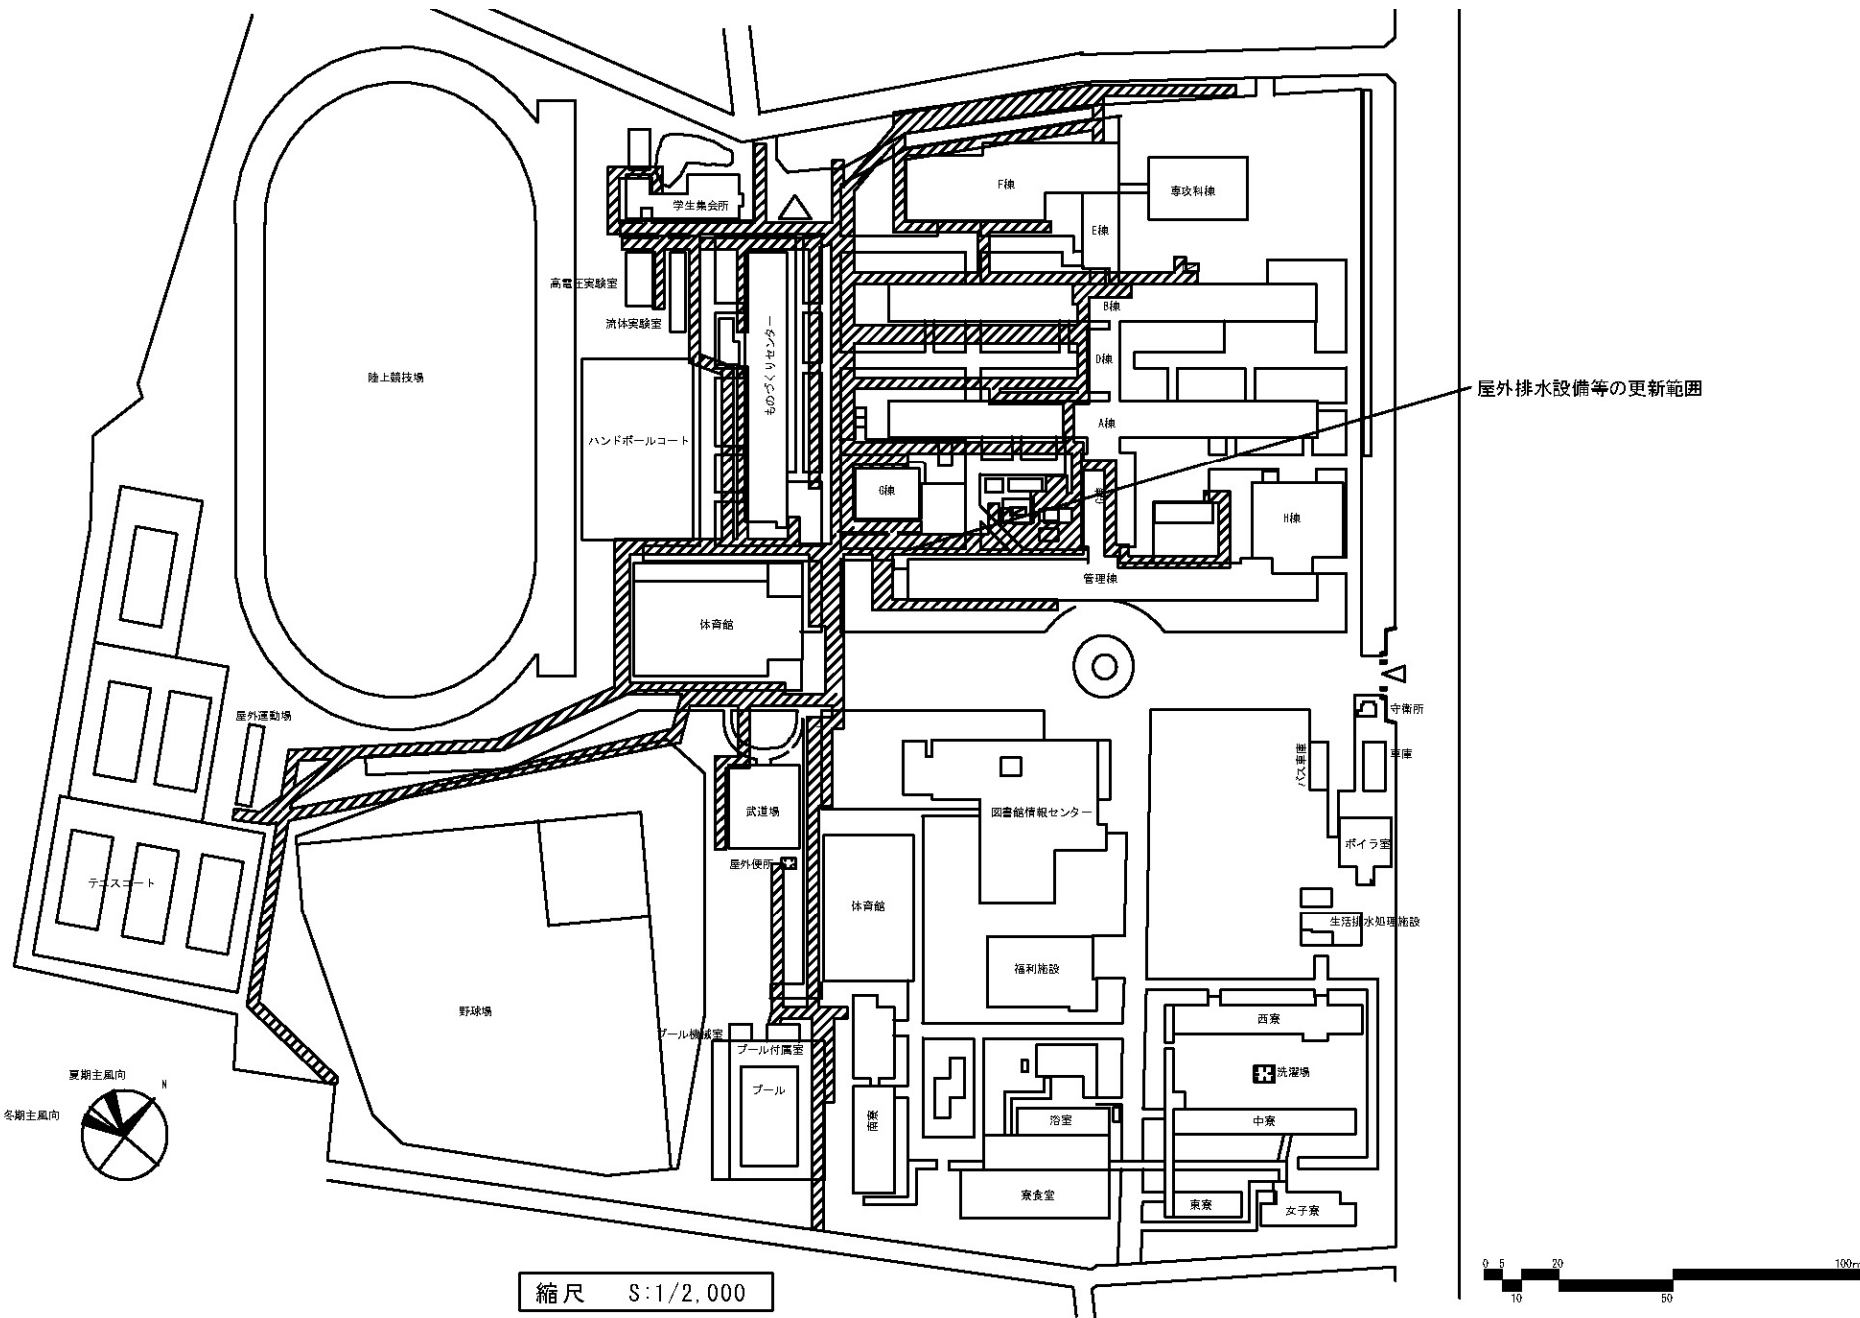 F棟
専攻科棟
学生集会所
E棟
高電圧実験室
B棟
流体実験室
ものづくりセンター
D棟
陸上競技場
屋外排水設備等の更新範囲
A棟
ハンドボールコート
G棟
C棟
H棟
管理棟
体育館
守衛所
屋外運動場
車庫
バス車庫
武道場
図書館情報センター
ボイラ室
屋外便所
テニスコート
体育館
生活排水処理施設
福利施設
野球場
西寮
プール機械室
プール付属室
洗濯場
夏期主風向
N
プール
冬期主風向
南寮
浴室
中寮
寮食室
東寮
女子寮
縮尺 S:1/2,000
0 5 20 100m
10 50